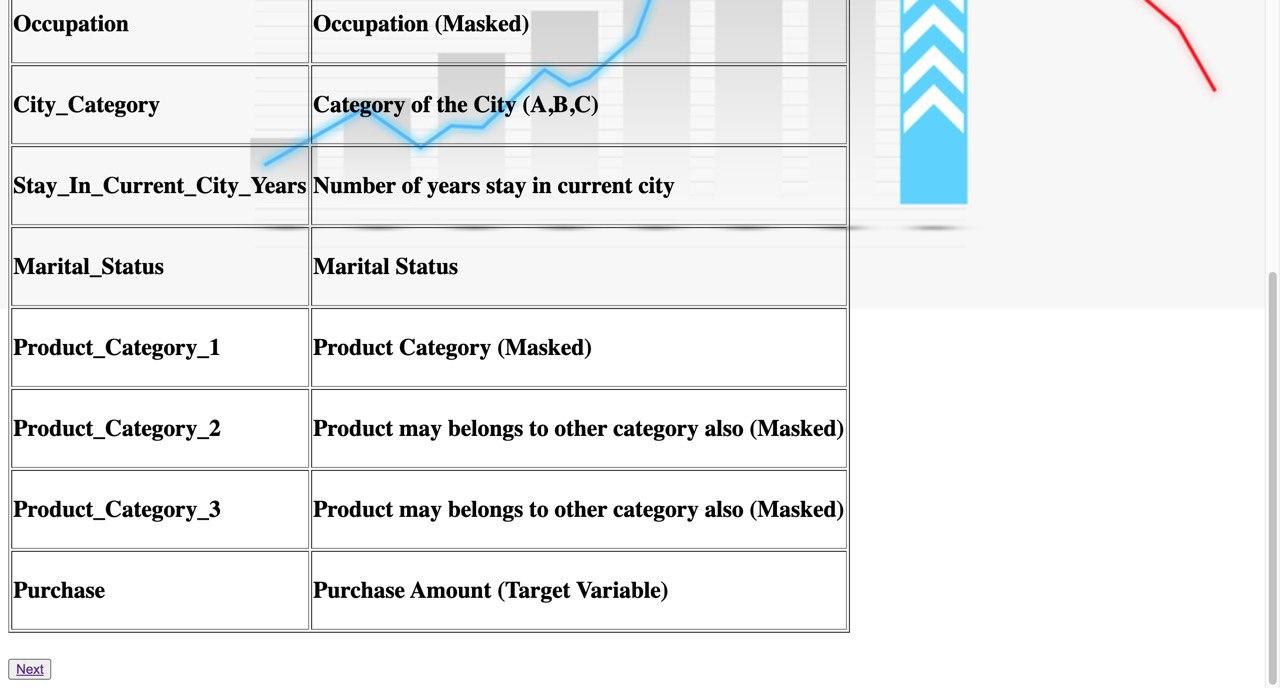 Occupation Occupation (Masked)
City_Category Category of the City (A,B,C)
Stay_In_Current_City_Years Number of years stay in current city
Marital_Status Marital Status
Product_Category_1 Product Category (Masked)
Product_Category_2 Product may belongs to other category also (Masked)
Product_Category_3 Product may belongs to other category also (Masked)
Purchase Purchase Amount (Target Variable)
Next